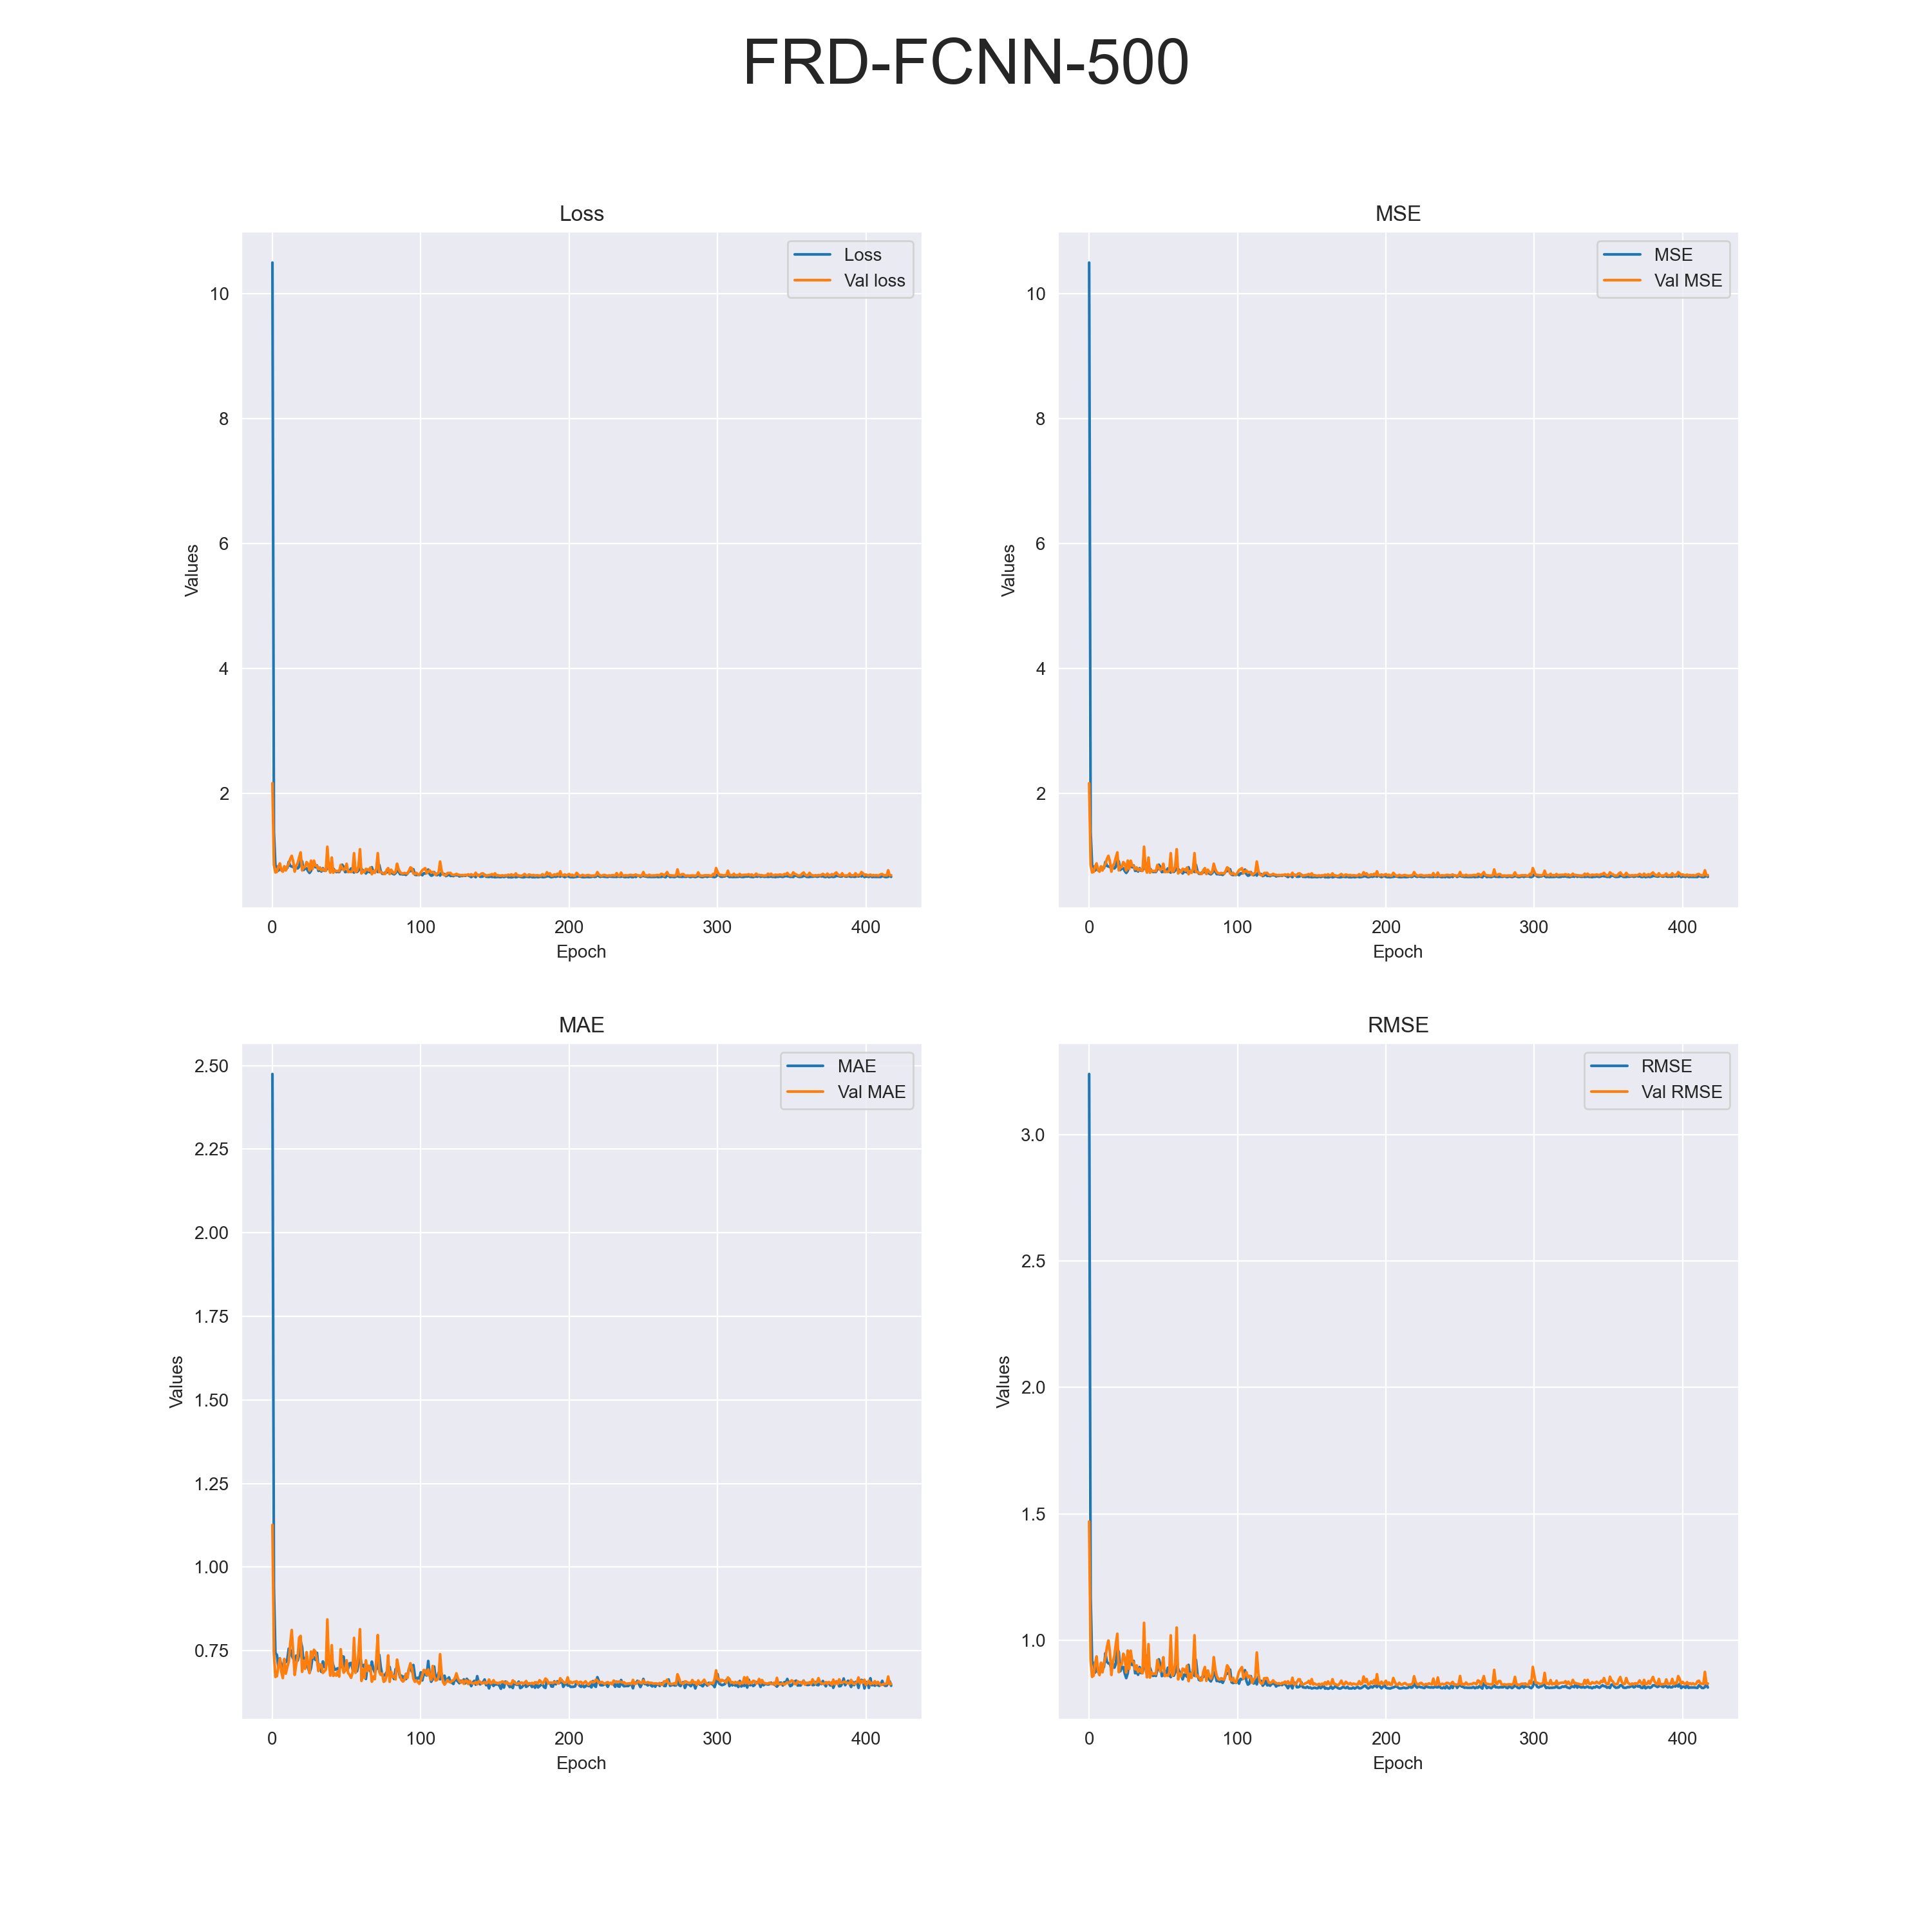 FRD-FCNN-500
Loss
Loss
Val loss
10
8
6
4
2
Values
0 100 200 300 400
Epoch
MSE
MSE
Val MSE
10
8
6
4
2
Values
0 100 200 300 400
Epoch
MAE
MAE
Val MAE
2.50
2.25
2.00
1.75
1.50
1.25
1.00
0.75
Values
0 100 200 300 400
Epoch
RMSE
RMSE
Val RMSE
3.0
2.5
2.0
1.5
1.0
Values
0 100 200 300 400
Epoch